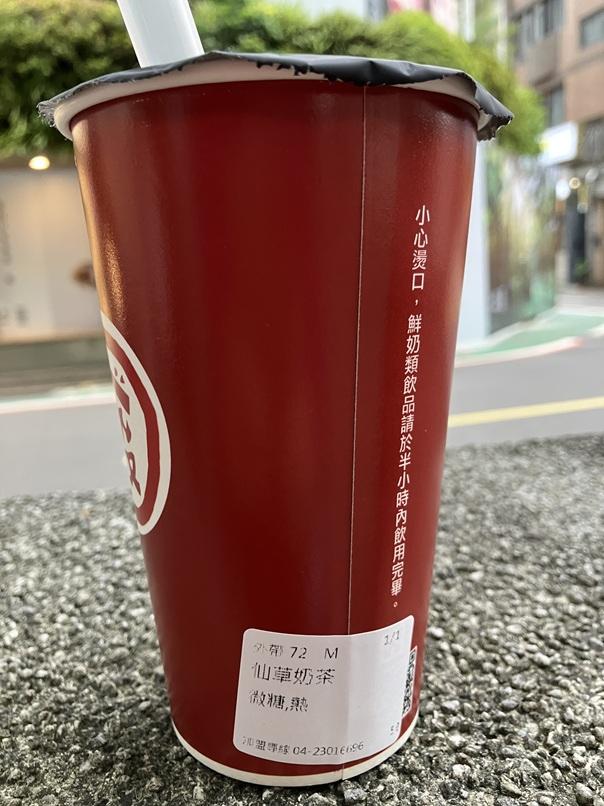 小心燙口，鮮奶類飲品請於半小時內飲用完畢。
外帶 72 M 1/1
仙草奶茶
微糖,熱
加盟專線 04-23016696